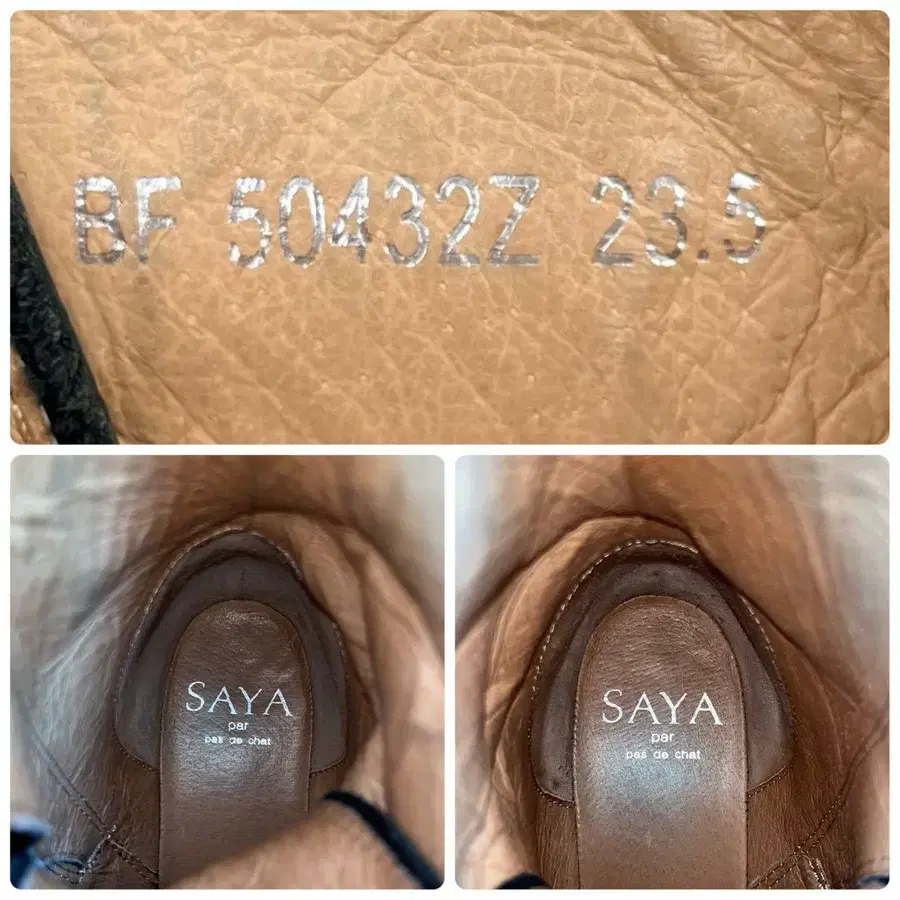 BF 50432Z 23.5
SAYA
par
pas de chat
SAYA
par
pas de chat